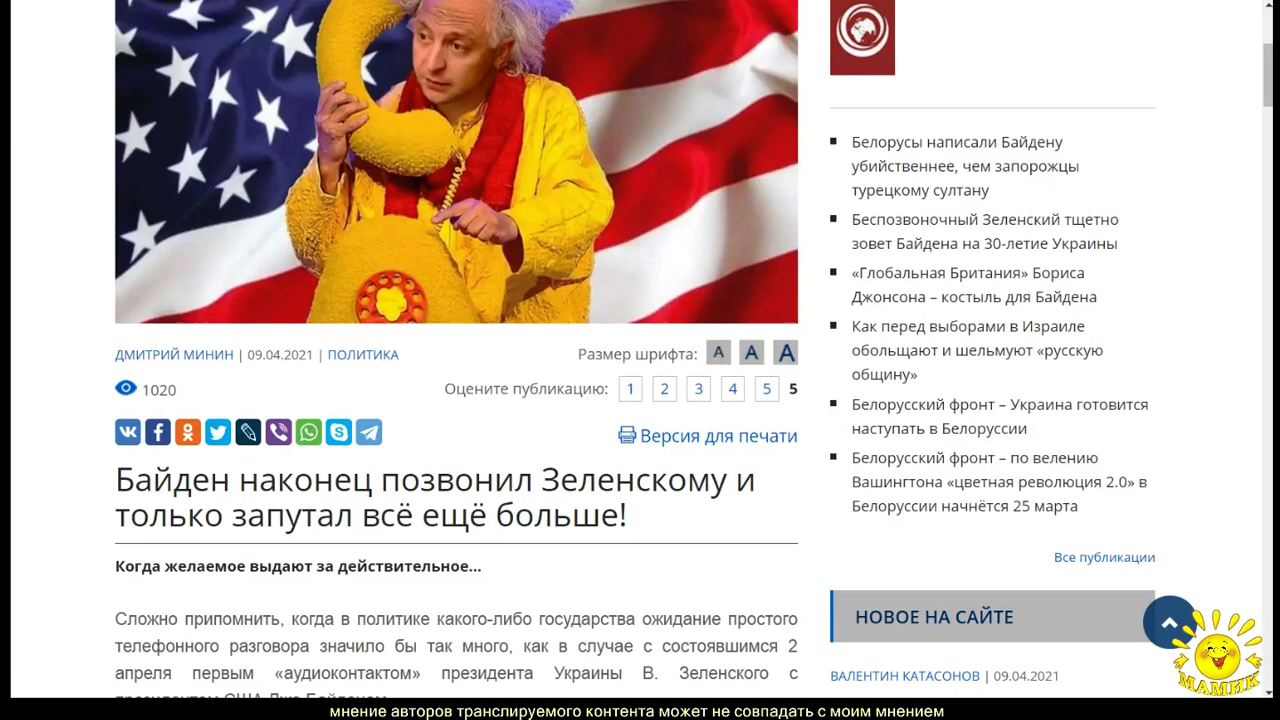 ДМИТРИЙ МИНИН | 09.04.2021 | ПОЛИТИКА
Размер шрифта: A A A
1020
Оцените публикацию: 1 2 3 4 5 5
Версия для печати
Байден наконец позвонил Зеленскому и
только запутал всё ещё больше!
Когда желаемое выдают за действительное...
Сложно припомнить, когда в политике какого-либо государства ожидание простого
телефонного разговора значило бы так много, как в случае с состоявшимся 2
апреля первым «аудиоконтактом» президента Украины В. Зеленского с
Белорусы написали Байдену
убийственнее, чем запорожцы
турецкому султану
Беспозвоночный Зеленский тщетно
зовет Байдена на 30-летие Украины
«Глобальная Британия» Бориса
Джонсона – костыль для Байдена
Как перед выборами в Израиле
обольщают и шельмуют «русскую
общину»
Белорусский фронт – Украина готовится
наступать в Белоруссии
Белорусский фронт – по велению
Вашингтона «цветная революция 2.0» в
Белоруссии начнётся 25 марта
Все публикации
НОВОЕ НА САЙТЕ
ВАЛЕНТИН КАТАСОНОВ | 09.04.2021
МАМИК
мнение авторов транслируемого контента может не совпадать с моим мнением